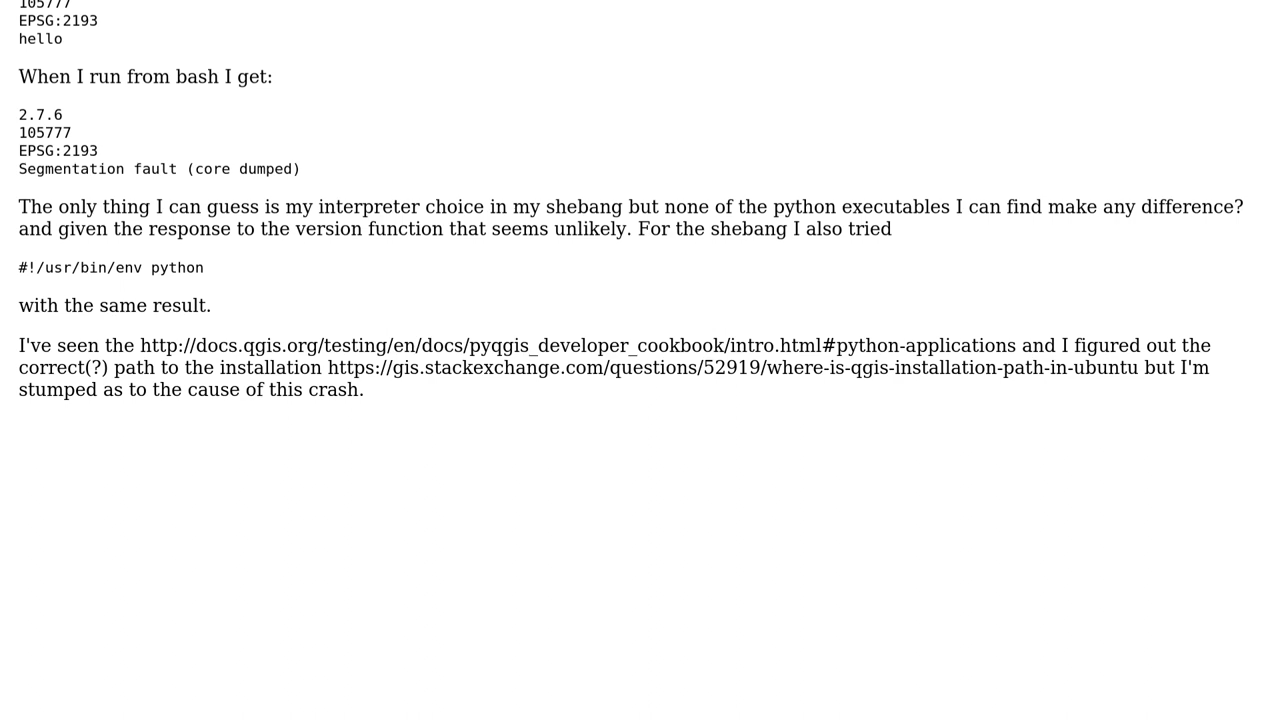 105777
EPSG:2193
hello
When I run from bash I get:
2.7.6
105777
EPSG:2193
Segmentation fault (core dumped)
The only thing I can guess is my interpreter choice in my shebang but none of the python executables I can find make any difference?
and given the response to the version function that seems unlikely. For the shebang I also tried
#!/usr/bin/env python
with the same result.
I've seen the http://docs.qgis.org/testing/en/docs/pyqgis_developer_cookbook/intro.html#python-applications and I figured out the
correct(?) path to the installation https://gis.stackexchange.com/questions/52919/where-is-qgis-installation-path-in-ubuntu but I'm
stumped as to the cause of this crash.